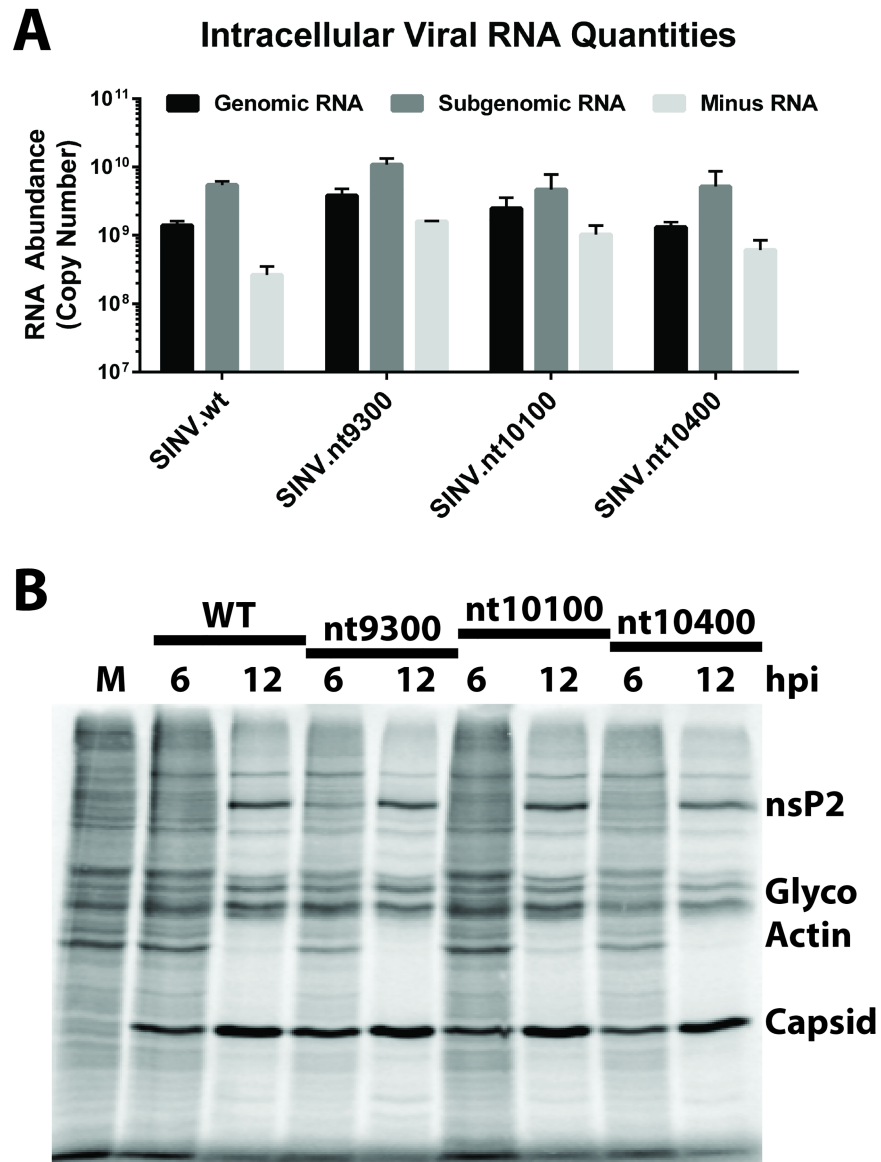 A
Intracellular Viral RNA Quantities
Genomic RNA Subgenomic RNA Minus RNA
RNA Abundance
(Copy Number)
10¹¹
10¹⁰
10⁹
10⁸
10⁷
SINV.wt
SINV.nt9300
SINV.nt10100
SINV.nt10400
B
WT nt9300 nt10100 nt10400
M 6 12 6 12 6 12 6 12 hpi
nsP2
Glyco
Actin
Capsid